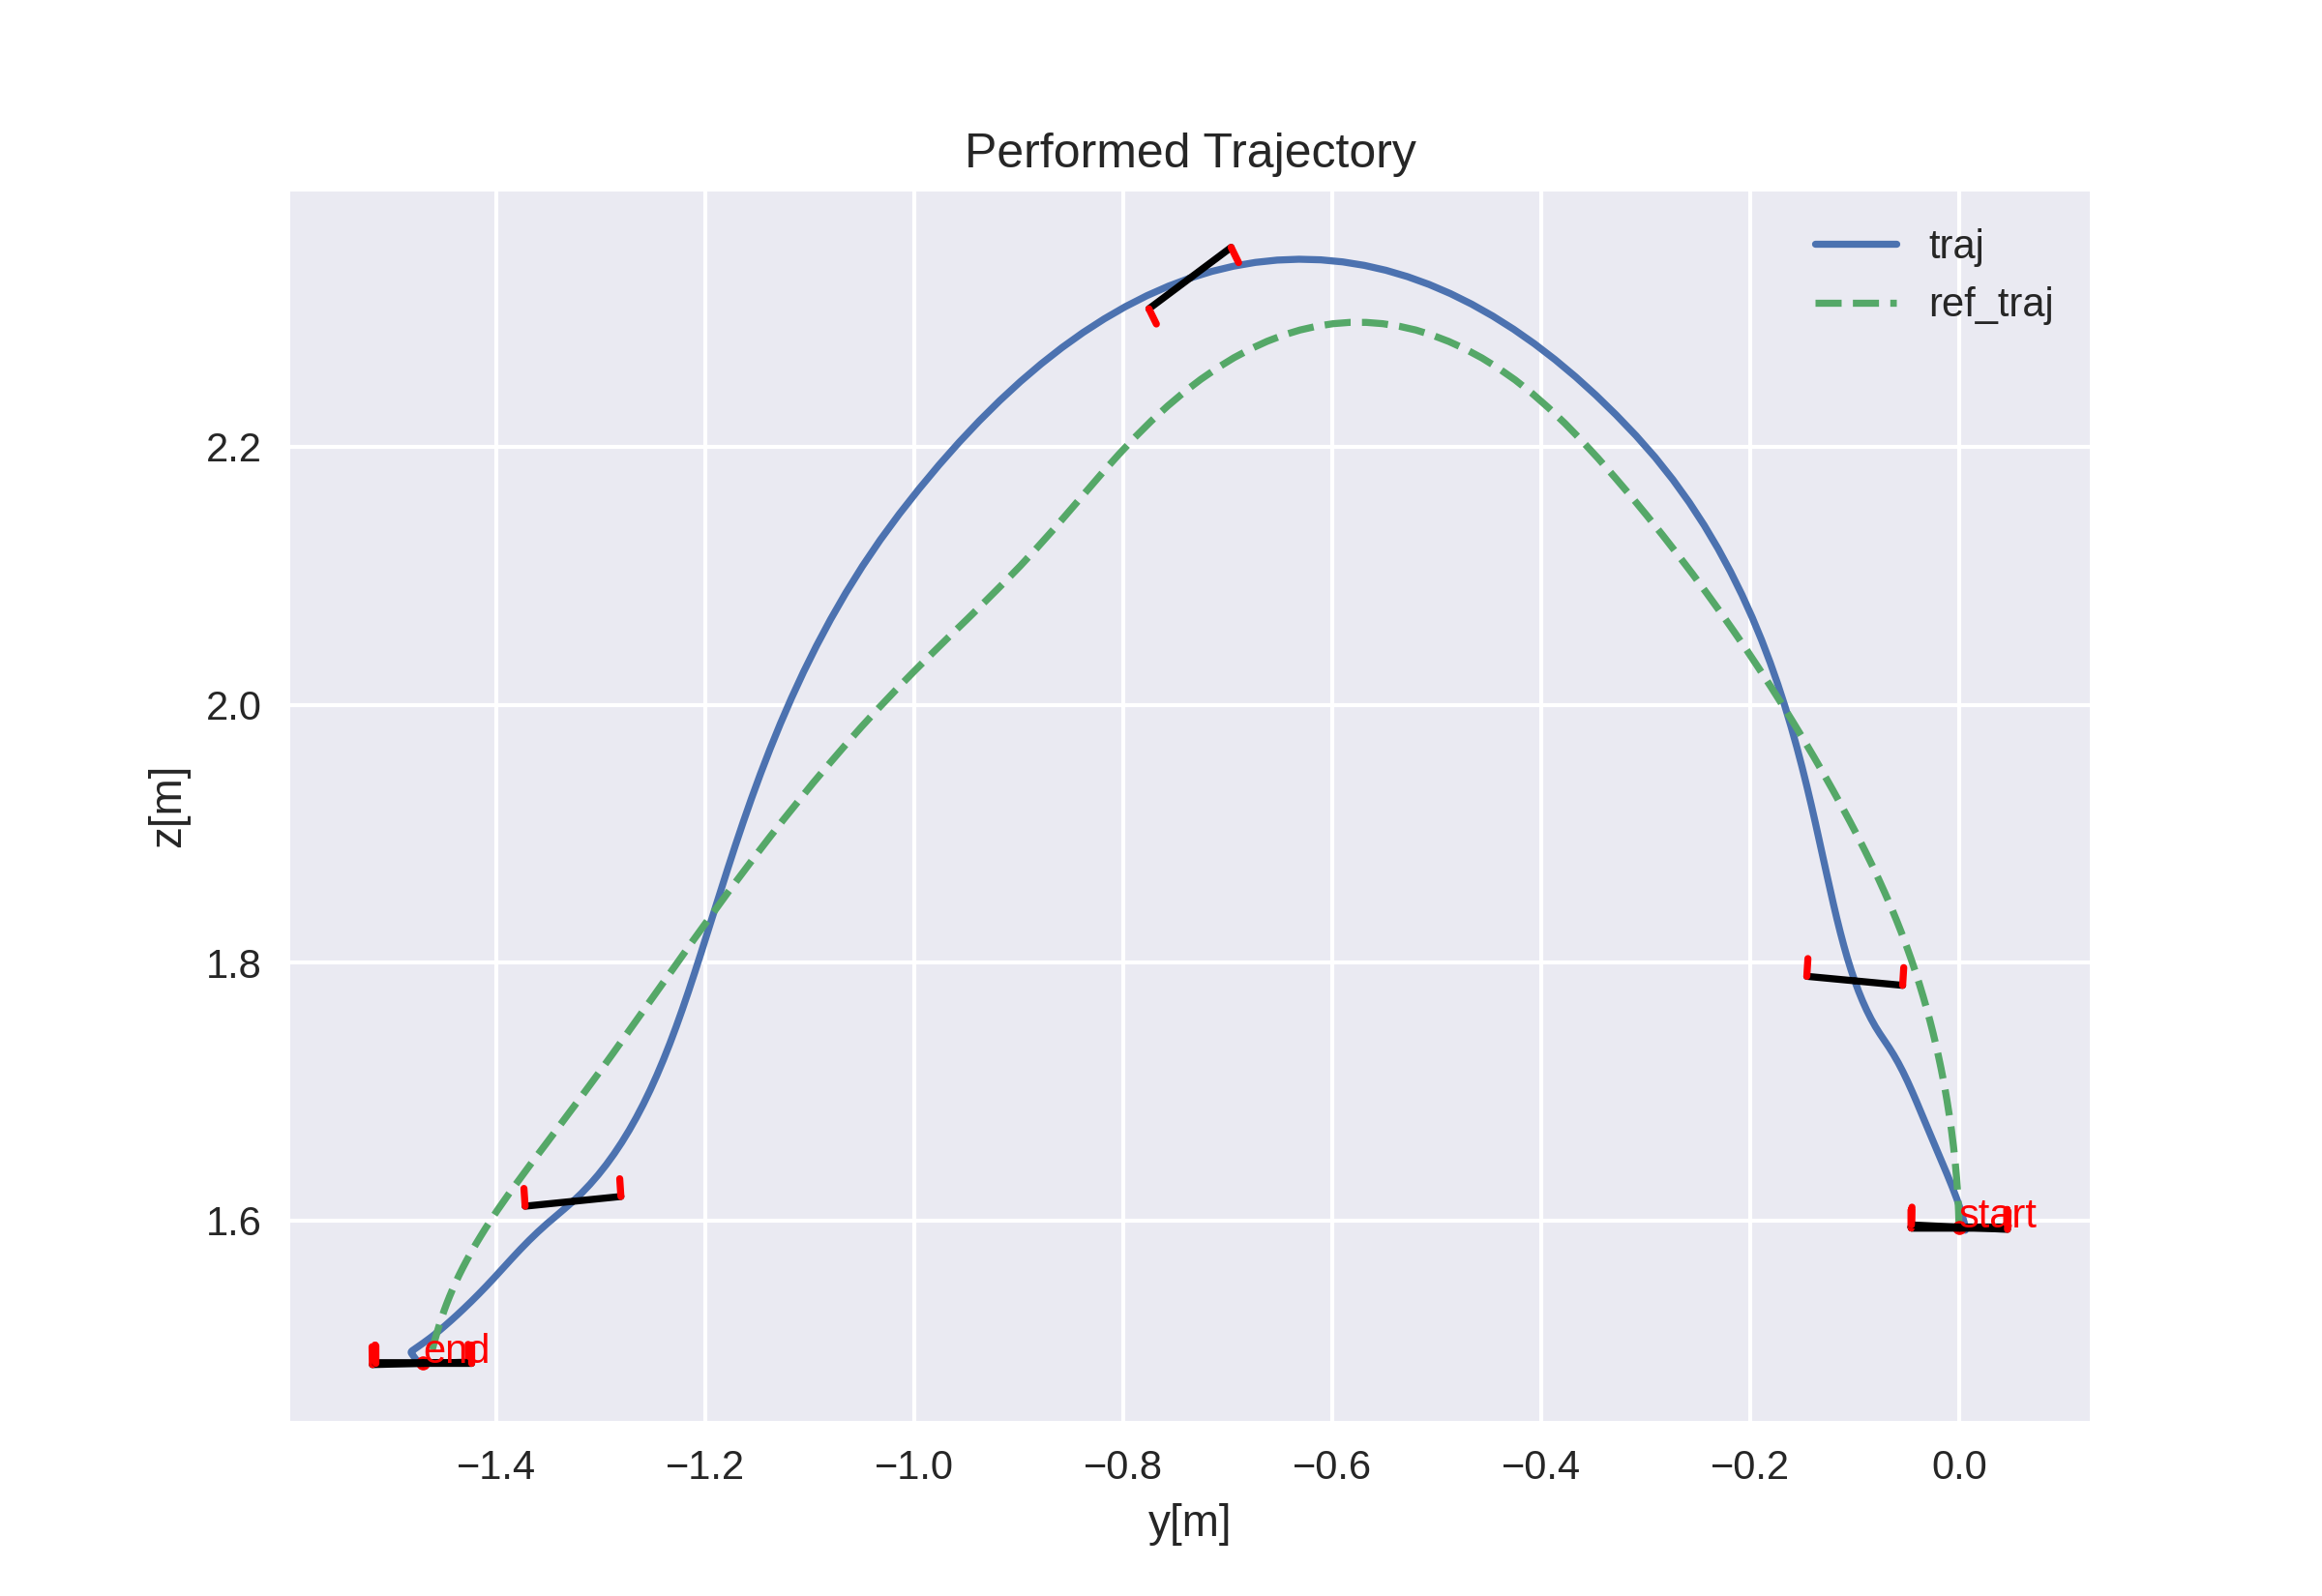 Performed Trajectory
traj
ref_traj
2.2
2.0
1.8
1.6
z[m]
start
end
−1.4 −1.2 −1.0 −0.8 −0.6 −0.4 −0.2 0.0
y[m]